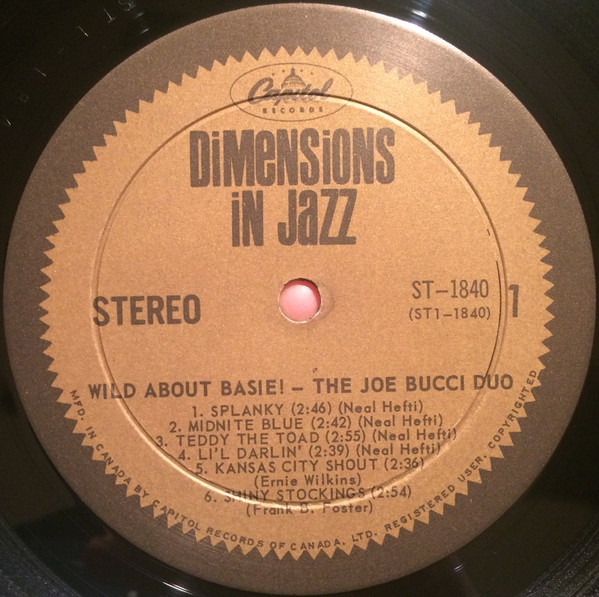 Capitol
RECORDS
DiMENSiONS
iN JaZZ
STEREO
ST-1840
(ST1-1840)
1
WILD ABOUT BASIE! - THE JOE BUCCI DUO
1. SPLANKY (2:46) (Neal Hefti)
2. MIDNITE BLUE (2:42) (Neal Hefti)
3. TEDDY THE TOAD (2:55) (Neal Hefti)
4. LI'L DARLIN' (2:39) (Neal Hefti)
5. KANSAS CITY SHOUT (2:36)
(Ernie Wilkins)
6. SHINY STOCKINGS (2:54)
(Frank B. Foster)
MFD. IN CANADA BY CAPITOL RECORDS OF CANADA, LTD. REGISTERED USER. COPYRIGHTED